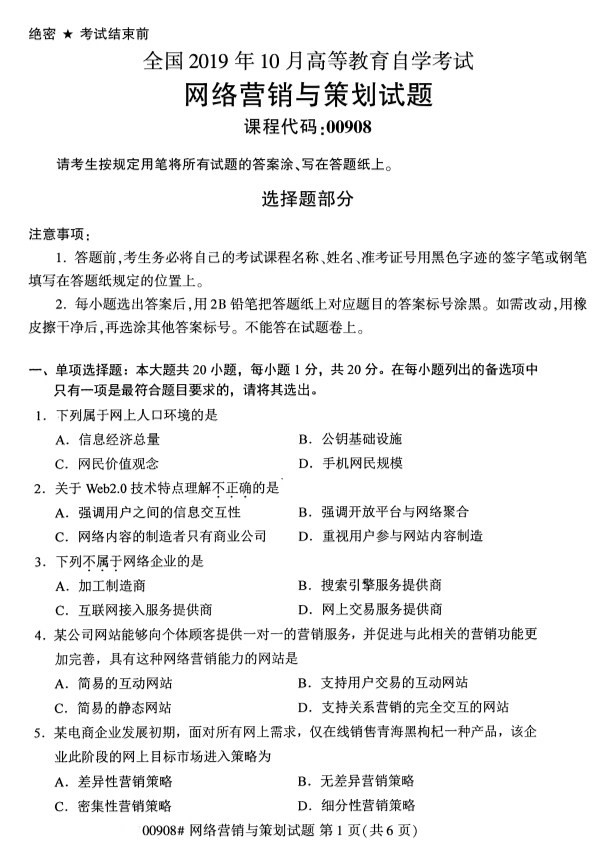 绝密 ★ 考试结束前
全国 2019 年 10 月高等教育自学考试
网络营销与策划试题
课程代码:00908
请考生按规定用笔将所有试题的答案涂、写在答题纸上。
选择题部分
注意事项:
1. 答题前,考生务必将自己的考试课程名称、姓名、准考证号用黑色字迹的签字笔或钢笔
填写在答题纸规定的位置上。
2. 每小题选出答案后,用 2B 铅笔把答题纸上对应题目的答案标号涂黑。如需改动,用橡
皮擦干净后,再选涂其他答案标号。不能答在试题卷上。
一、单项选择题:本大题共 20 小题,每小题 1 分,共 20 分。在每小题列出的备选项中
只有一项是最符合题目要求的,请将其选出。
1. 下列属于网上人口环境的是
A. 信息经济总量 B. 公钥基础设施
C. 网民价值观念 D. 手机网民规模
2. 关于 Web2.0 技术特点理解不正确的是
A. 强调用户之间的信息交互性 B. 强调开放平台与网络聚合
C. 网络内容的制造者只有商业公司 D. 重视用户参与网站内容制造
3. 下列不属于网络企业的是
A. 加工制造商 B. 搜索引擎服务提供商
C. 互联网接入服务提供商 D. 网上交易服务提供商
4. 某公司网站能够向个体顾客提供一对一的营销服务,并促进与此相关的营销功能更
加完善,具有这种网络营销能力的网站是
A. 简易的互动网站 B. 支持用户交易的互动网站
C. 简易的静态网站 D. 支持关系营销的完全交互的网站
5. 某电商企业发展初期,面对所有网上需求,仅在线销售青海黑枸杞一种产品,该企
业此阶段的网上目标市场进入策略为
A. 差异性营销策略 B. 无差异营销策略
C. 密集性营销策略 D. 细分性营销策略
00908# 网络营销与策划试题 第 1 页(共 6 页)